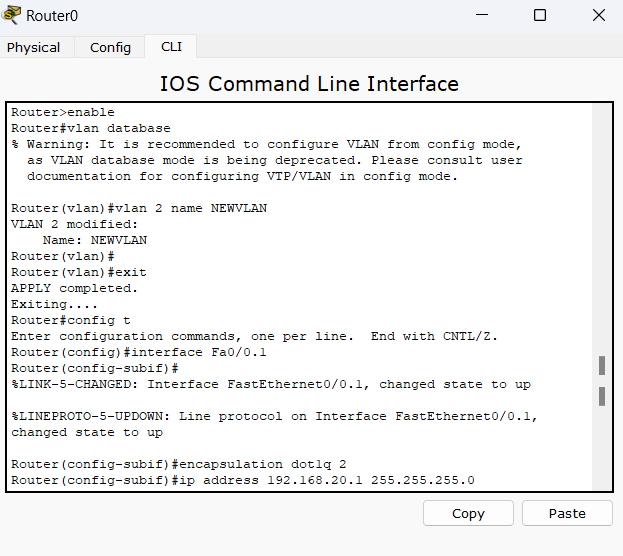 Router0
Physical Config CLI
IOS Command Line Interface
Router>enable
Router#vlan database
% Warning: It is recommended to configure VLAN from config mode,
  as VLAN database mode is being deprecated. Please consult user
  documentation for configuring VTP/VLAN in config mode.

Router(vlan)#vlan 2 name NEWVLAN
VLAN 2 modified:
    Name: NEWVLAN
Router(vlan)#
Router(vlan)#exit
APPLY completed.
Exiting....
Router#config t
Enter configuration commands, one per line.  End with CNTL/Z.
Router(config)#interface Fa0/0.1
Router(config-subif)#
%LINK-5-CHANGED: Interface FastEthernet0/0.1, changed state to up

%LINEPROTO-5-UPDOWN: Line protocol on Interface FastEthernet0/0.1,
changed state to up

Router(config-subif)#encapsulation dot1q 2
Router(config-subif)#ip address 192.168.20.1 255.255.255.0
Copy Paste